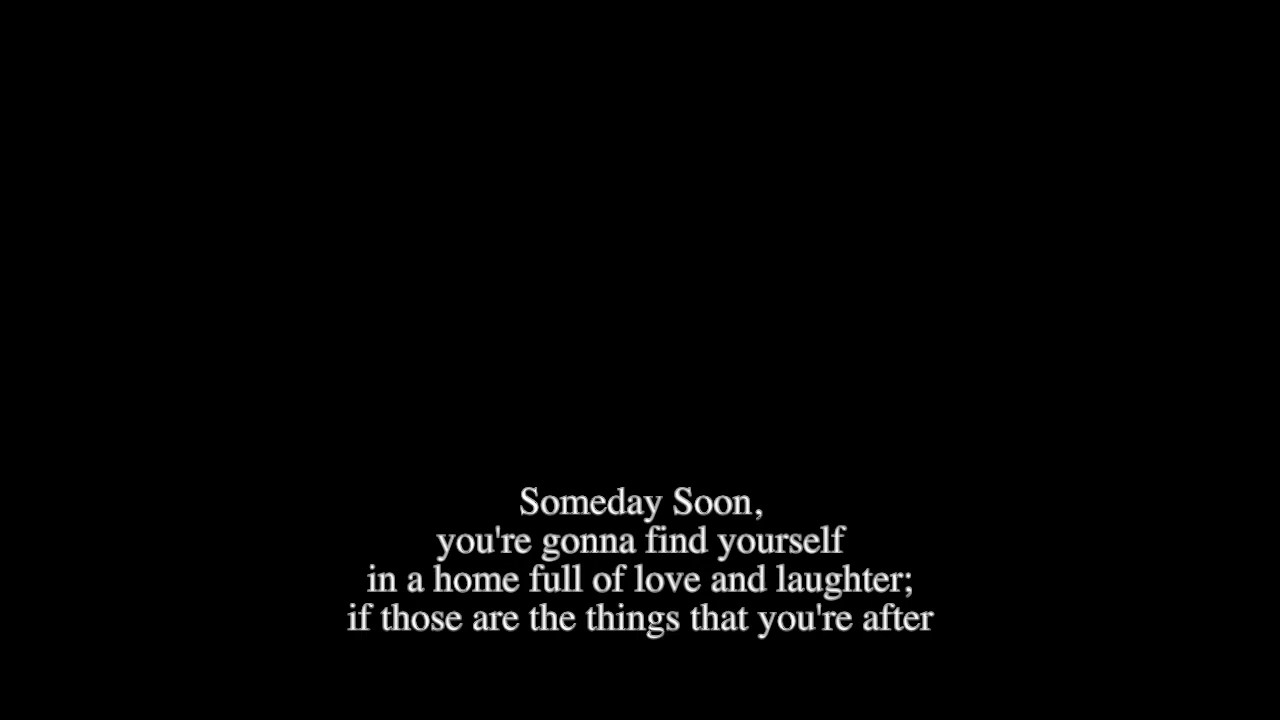 Someday Soon,
you're gonna find yourself
in a home full of love and laughter;
if those are the things that you're after